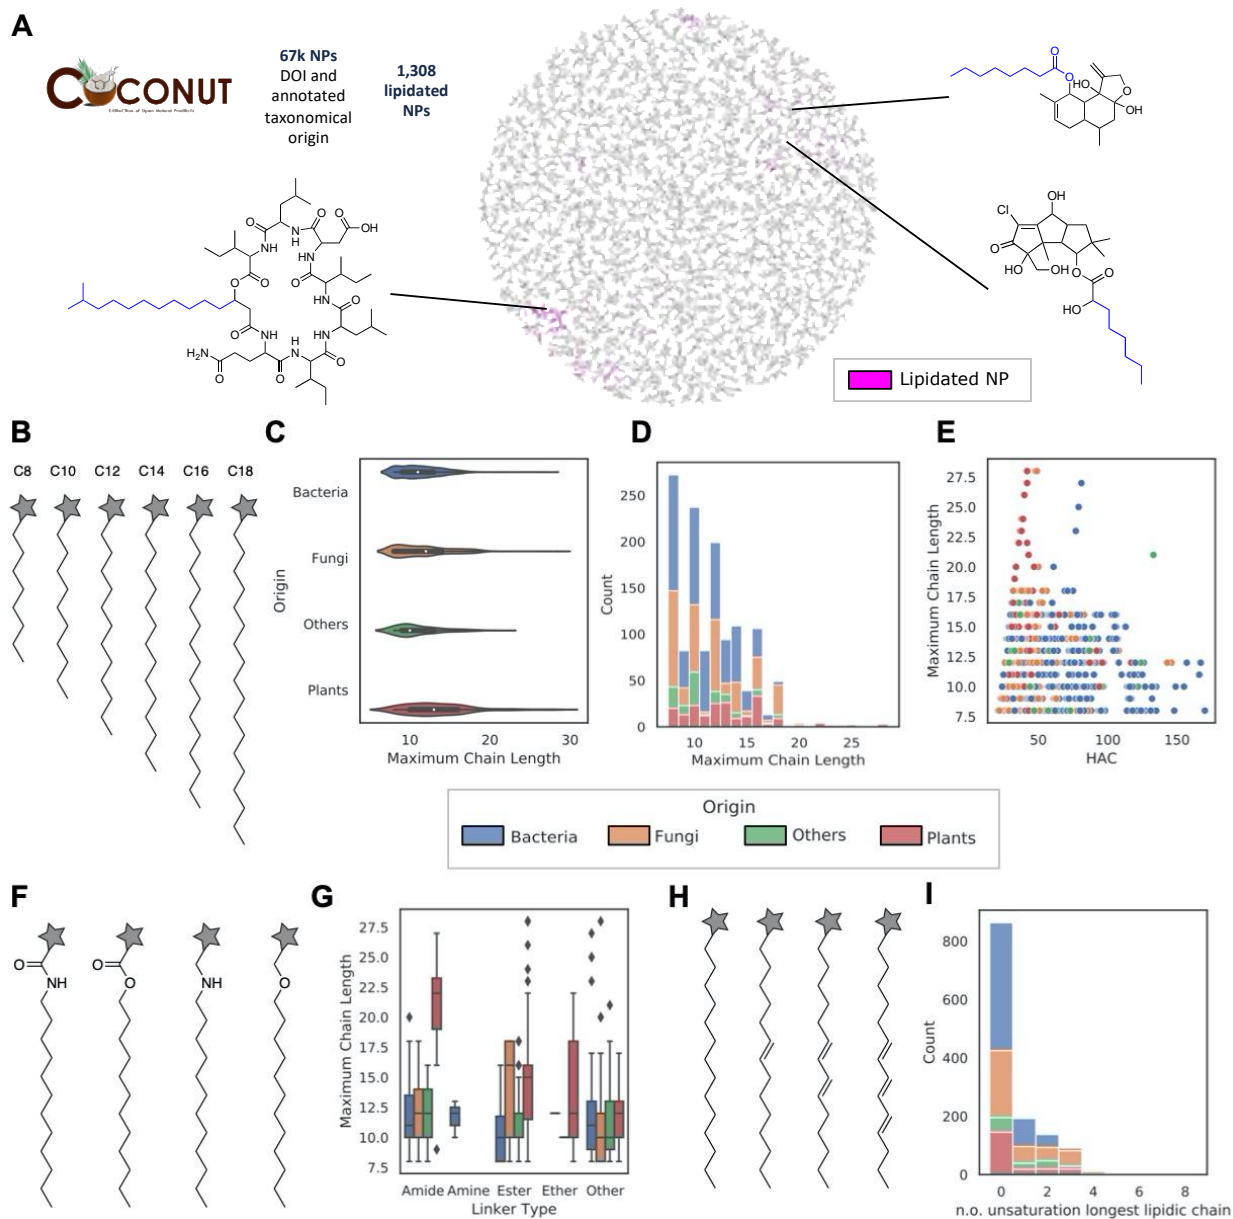 A
COCONUT
COlleCtion of Open Natural ProdUcTs
67k NPs
DOI and
annotated
taxonomical
origin
1,308
lipidated
NPs
O
O
HO
O
OH
OH
Cl
O
HO
OH
O
O
HO
O
O
OH
O
NH
NH
HN
O
O
O
O
NH
O
O
NH
HN
H
N
H2N
O
O
O
Lipidated NP
B
C8
C10
C12
C14
C16
C18
C
Origin
Bacteria
Fungi
Others
Plants
10
20
30
Maximum Chain Length
D
Count
250
200
150
100
50
0
10
15
20
25
Maximum Chain Length
E
Maximum Chain Length
27.5
25.0
22.5
20.0
17.5
15.0
12.5
10.0
7.5
50
100
150
HAC
Origin
Bacteria
Fungi
Others
Plants
F
O
NH
O
O
NH
O
G
Maximum Chain Length
27.5
25.0
22.5
20.0
17.5
15.0
12.5
10.0
7.5
Amide
Amine
Ester
Ether
Other
Linker Type
H
I
Count
800
600
400
200
0
0
2
4
6
8
n.o. unsaturation longest lipidic chain